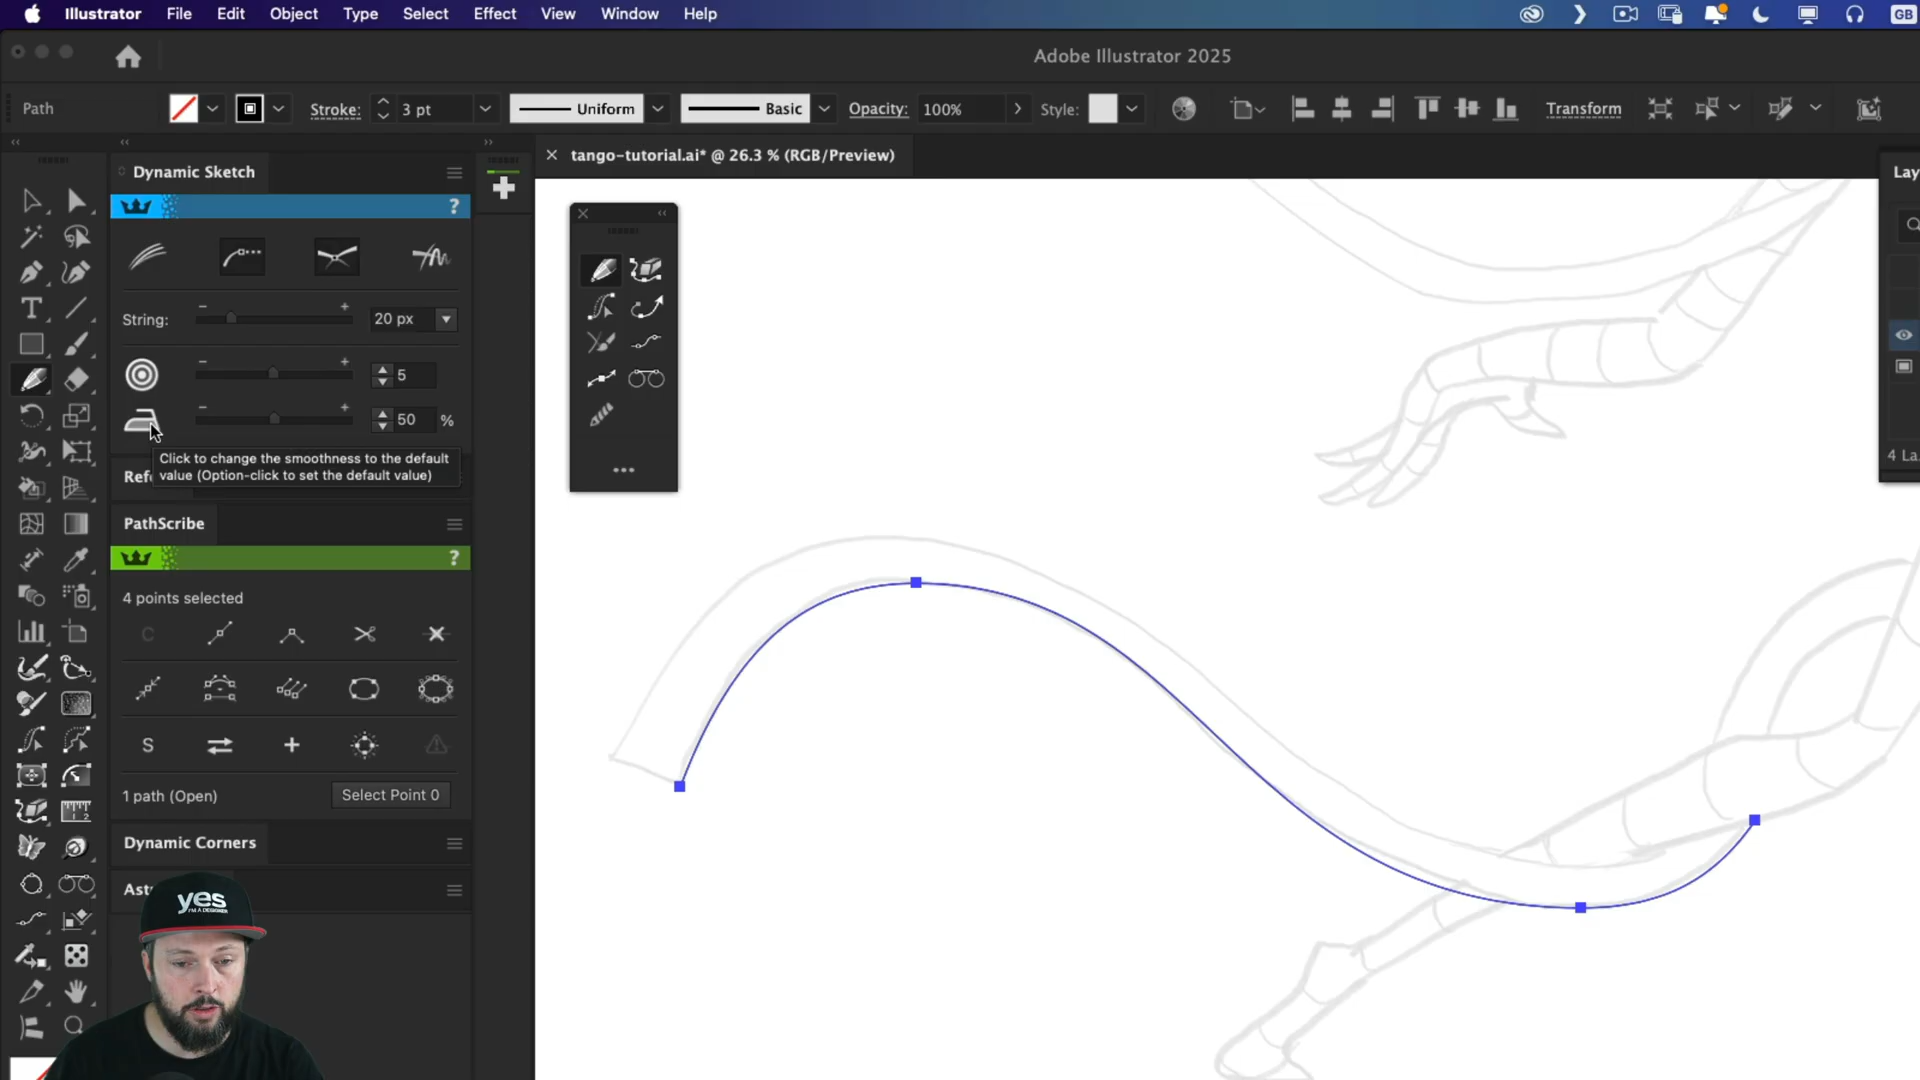 Illustrator File Edit Object Type Select Effect View Window Help GB
Adobe Illustrator 2025
Path Stroke: 3 pt Uniform Basic Opacity: 100% Style: Transform
tango-tutorial.ai* @ 26.3 % (RGB/Preview)
Dynamic Sketch
Lay
?
String: 20 px
5
50 %
Click to change the smoothness to the default
value (Option-click to set the default value)
Refe
4 La...
PathScribe
?
4 points selected
C
S
1 path (Open) Select Point 0
Dynamic Corners
Ast
yes
I'M A DESIGNER